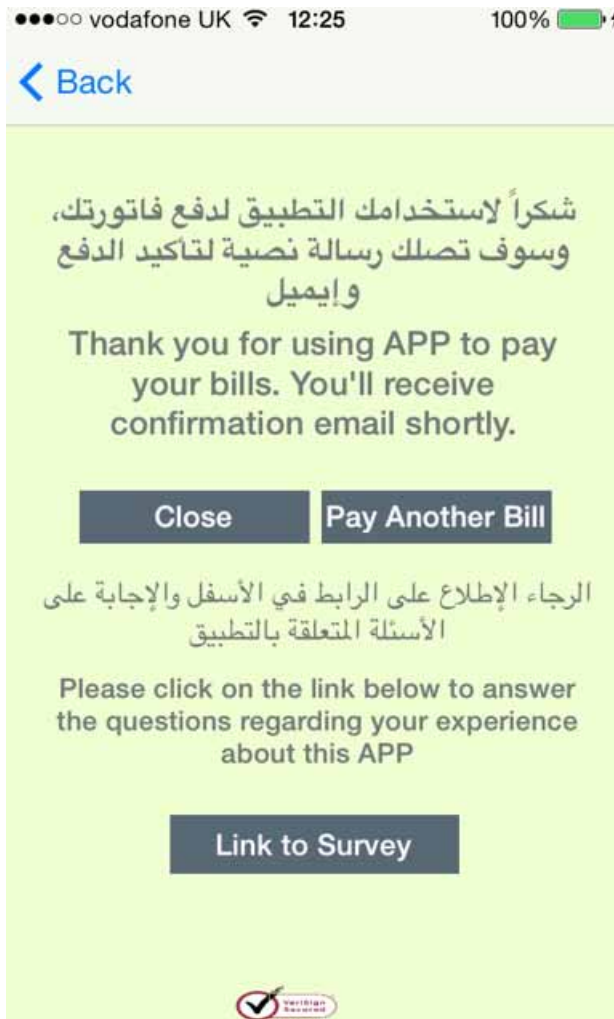 vodafone UK 12:25 100%
Back
شكراً لاستخدامك التطبيق لدفع فاتورتك،
وسوف تصلك رسالة نصية لتأكيد الدفع
وإيميل
Thank you for using APP to pay
your bills. You'll receive
confirmation email shortly.
Close Pay Another Bill
الرجاء الإطلاع على الرابط في الأسفل والإجابة على
الأسئلة المتعلقة بالتطبيق
Please click on the link below to answer
the questions regarding your experience
about this APP
Link to Survey
VeriSign
Secured